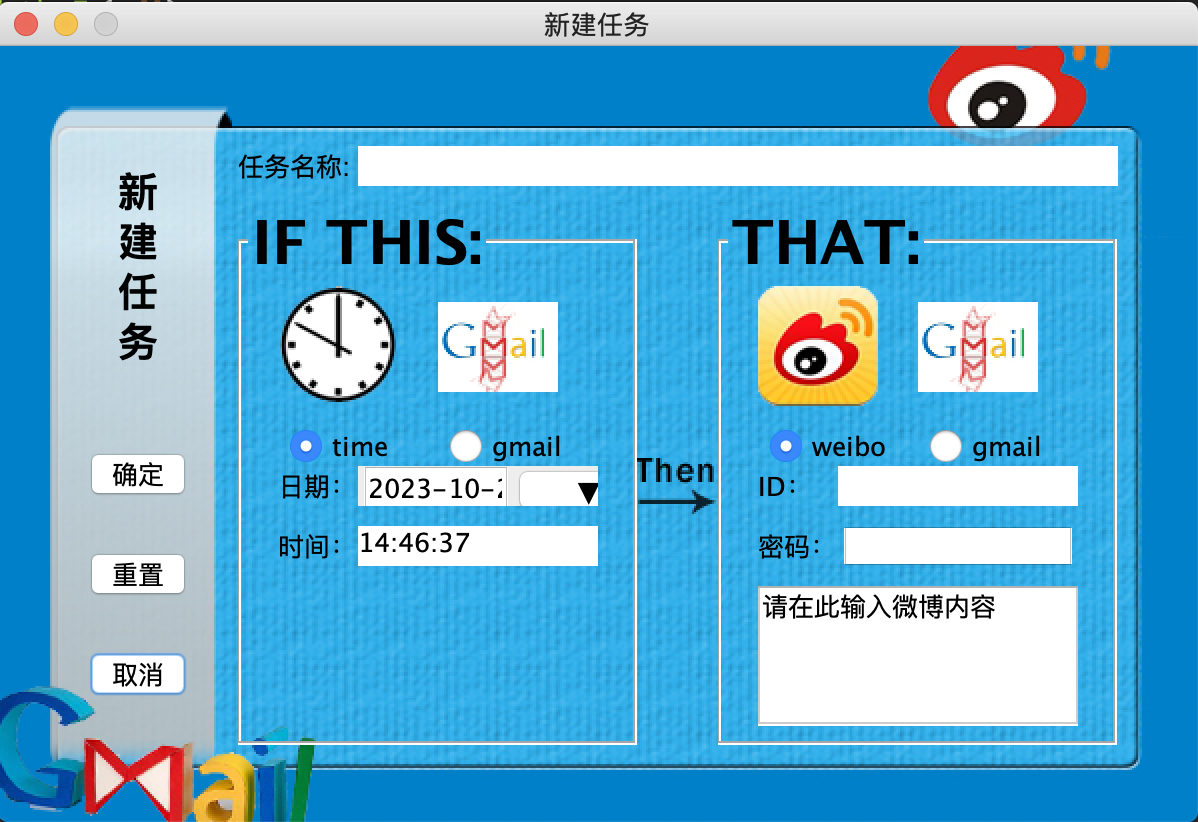 新建任务
新
建
任
务
任务名称:
IF THIS:
Gmail
time
gmail
日期：
2023-10-2
时间：
14:46:37
Then
THAT:
Gmail
weibo
gmail
ID：
密码：
请在此输入微博内容
确定
重置
取消
Gmail